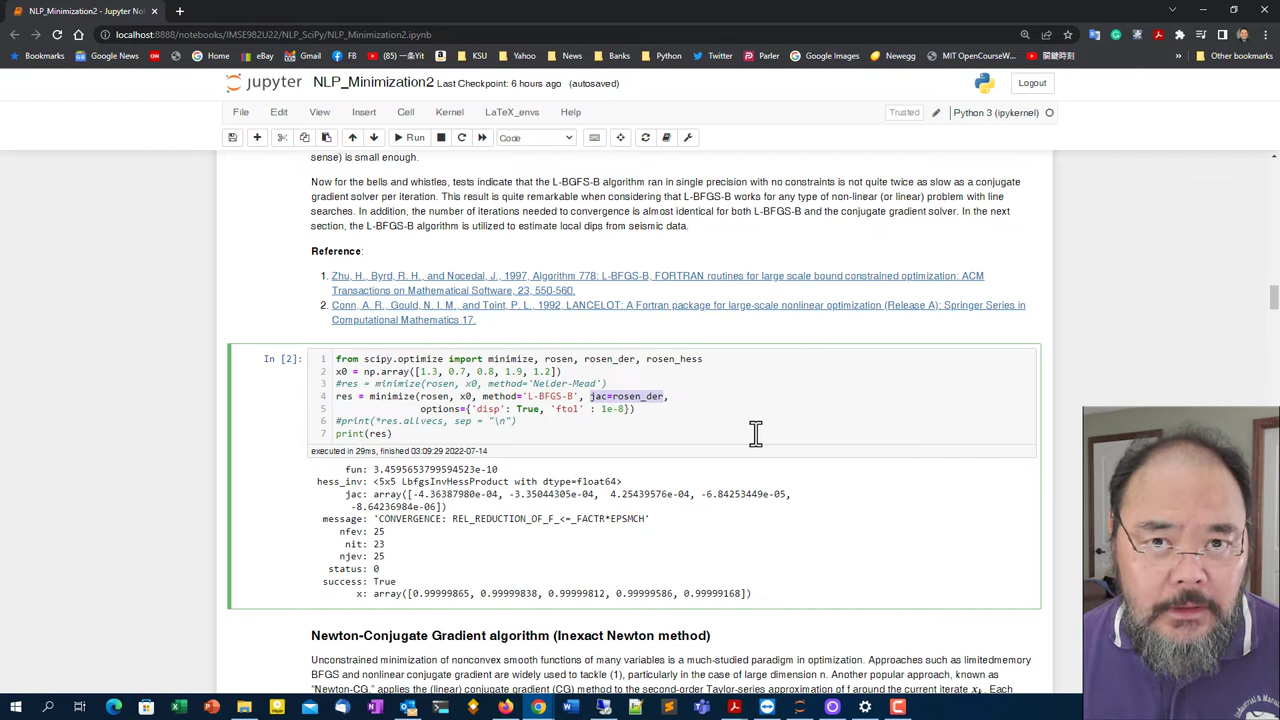 NLP_Minimization2 - Jupyter Not
localhost:8888/notebooks/IMSE982U22/NLP_SciPy/NLP_Minimization2.ipynb
Bookmarks Google News CNN Gmail FB 一条Yit KSU Yahoo News Banks Python Twitter Parler Google Images Newegg MIT OpenCourseW... 關鍵時刻 Other bookmarks
jupyter NLP_Minimization2 Last Checkpoint: 6 hours ago (autosaved) Logout
File Edit View Insert Cell Kernel LaTeX_envs Help Trusted Python 3 (ipykernel)
Run Code
sense) is small enough.
Now for the bells and whistles, tests indicate that the L-BGFS-B algorithm ran in single precision with no constraints is not quite twice as slow as a conjugate
gradient solver per iteration. This result is quite remarkable when considering that L-BFGS-B works for any type of non-linear (or linear) problem with line
searches. In addition, the number of iterations needed to convergence is almost identical for both L-BFGS-B and the conjugate gradient solver. In the next
section, the L-BFGS-B algorithm is utilized to estimate local dips from seismic data.
Reference:
1. Zhu, H., Byrd, R. H., and Nocedal, J., 1997, Algorithm 778: L-BFGS-B, FORTRAN routines for large scale bound constrained optimization: ACM
Transactions on Mathematical Software, 23, 550-560.
2. Conn, A. R., Gould, N. I. M., and Toint, P. L., 1992, LANCELOT: A Fortran package for large-scale nonlinear optimization (Release A): Springer Series in
Computational Mathematics 17.
In [2]:
1 from scipy.optimize import minimize, rosen, rosen_der, rosen_hess
2 x0 = np.array([1.3, 0.7, 0.8, 1.9, 1.2])
3 #res = minimize(rosen, x0, method='Nelder-Mead')
4 res = minimize(rosen, x0, method='L-BFGS-B', jac=rosen_der,
5 options={'disp': True, 'ftol' : 1e-8})
6 #print(*res.allvecs, sep = "\n")
7 print(res)
executed in 29ms, finished 03:09:29 2022-07-14
fun: 3.4595653799594523e-10
hess_inv: <5x5 LbfgsInvHessProduct with dtype=float64>
jac: array([-4.36387980e-04, -3.35044305e-04, 4.25439576e-04, -6.84253449e-05,
-8.64236984e-06])
message: 'CONVERGENCE: REL_REDUCTION_OF_F_<=_FACTR*EPSMCH'
nfev: 25
nit: 23
njev: 25
status: 0
success: True
x: array([0.99999865, 0.99999838, 0.99999812, 0.99999586, 0.99999168])
Newton-Conjugate Gradient algorithm (Inexact Newton method)
Unconstrained minimization of nonconvex smooth functions of many variables is a much-studied paradigm in optimization. Approaches such as limitedmemory
BFGS and nonlinear conjugate gradient are widely used to tackle (1), particularly in the case of large dimension n. Another popular approach, known as
"Newton-CG," applies the (linear) conjugate gradient (CG) method to the second-order Taylor-series approximation of f around the current iterate xk. Each